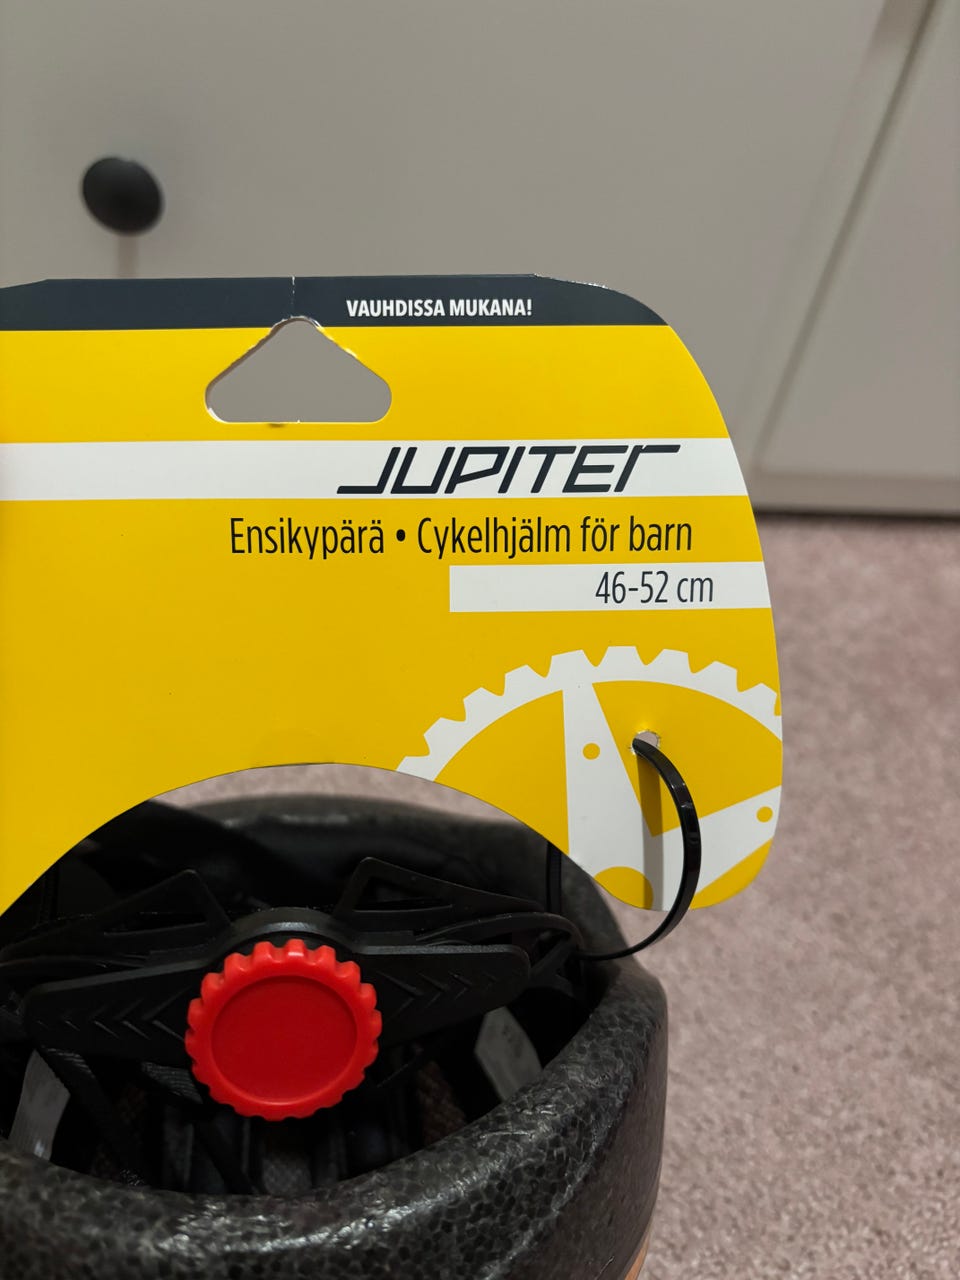 VAUHDISSA MUKANA!
JUPITER
Ensikypärä • Cykelhjälm för barn
46-52 cm